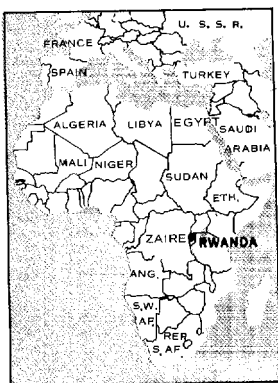 U. S. S. R.
FRANCE
SPAIN
TURKEY
ALGERIA
LIBYA
EGYPT
SAUDI
ARABIA
MALI
NIGER
SUDAN
ETH.
ZAIRE
RWANDA
ANG.
S.W.
AF.
REP.
S. AF.